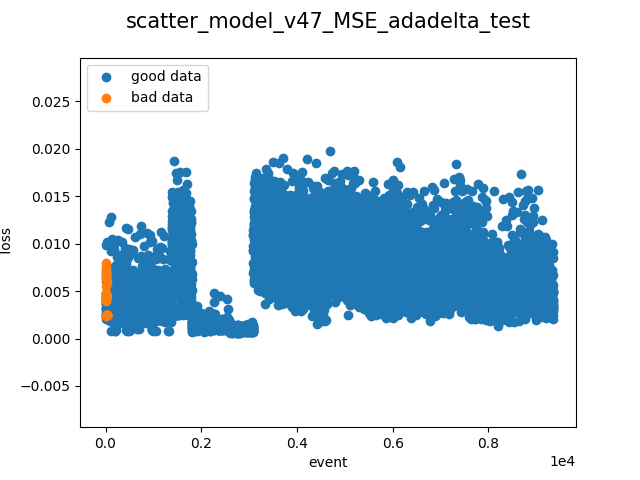 scatter_model_v47_MSE_adadelta_test
good data
bad data
0.025
0.020
0.015
0.010
0.005
0.000
−0.005
loss
0.0 0.2 0.4 0.6 0.8
1e4
event